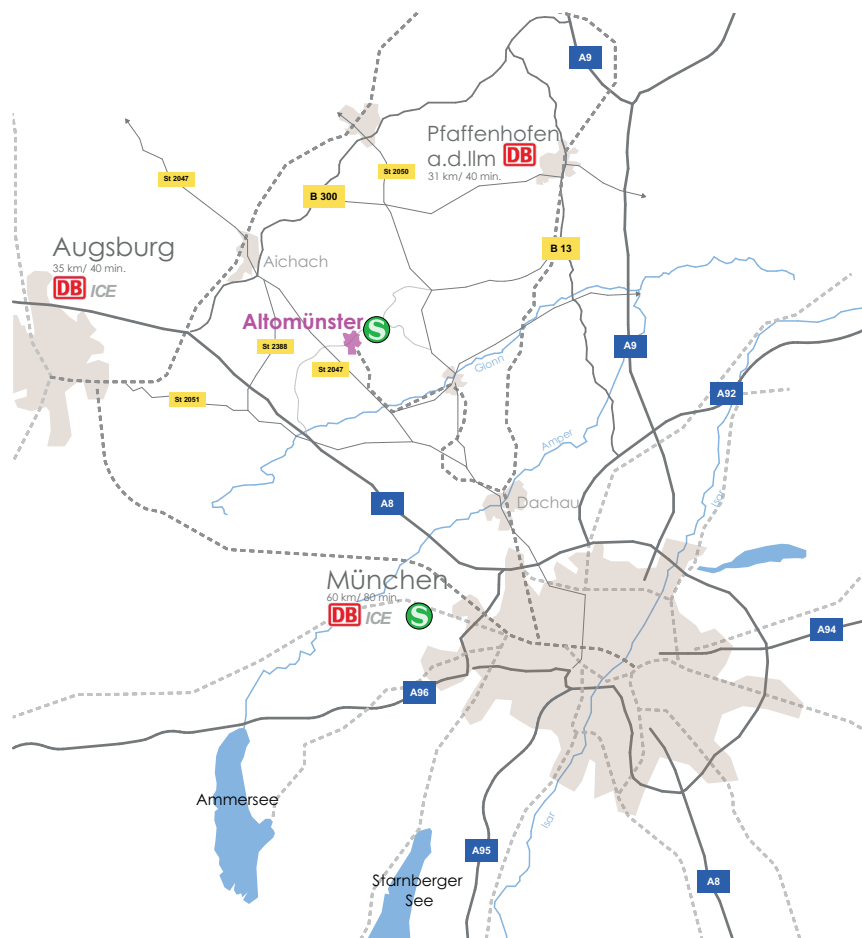 A9
Pfaffenhofen
a.d.Ilm DB
31 km/ 40 min.
St 2050
St 2047
B 300
B 13
Augsburg
35 km/ 40 min.
DB ICE
Aichach
Altomünster S
St 2388
St 2047
A9
Glonn
A92
St 2051
Amper
Isar
A8
Dachau
München
60 km/ 80 min.
DB ICE S
A94
A96
Ammersee
Isar
A95
Starnberger
See
A8